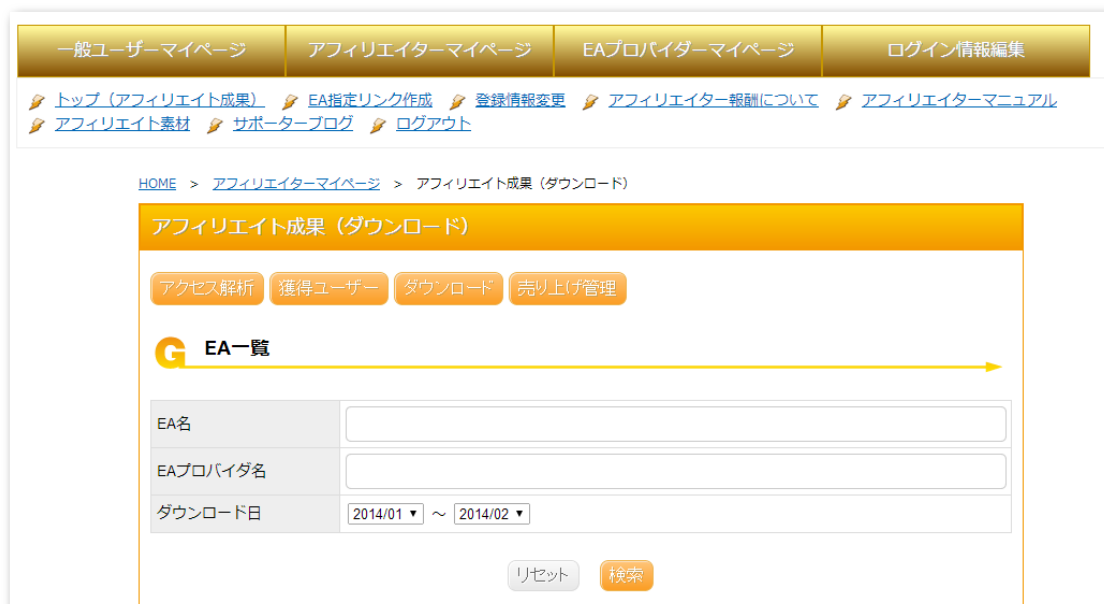 一般ユーザーマイページ アフィリエイターマイページ EAプロバイダーマイページ ログイン情報編集
トップ（アフィリエイト成果） EA指定リンク作成 登録情報変更 アフィリエイター報酬について アフィリエイターマニュアル
アフィリエイト素材 サポーターブログ ログアウト
HOME > アフィリエイターマイページ > アフィリエイト成果（ダウンロード）
アフィリエイト成果（ダウンロード）
アクセス解析 獲得ユーザー ダウンロード 売り上げ管理
G EA一覧
EA名
EAプロバイダ名
ダウンロード日 2014/01 ▼ ～ 2014/02 ▼
リセット 検索